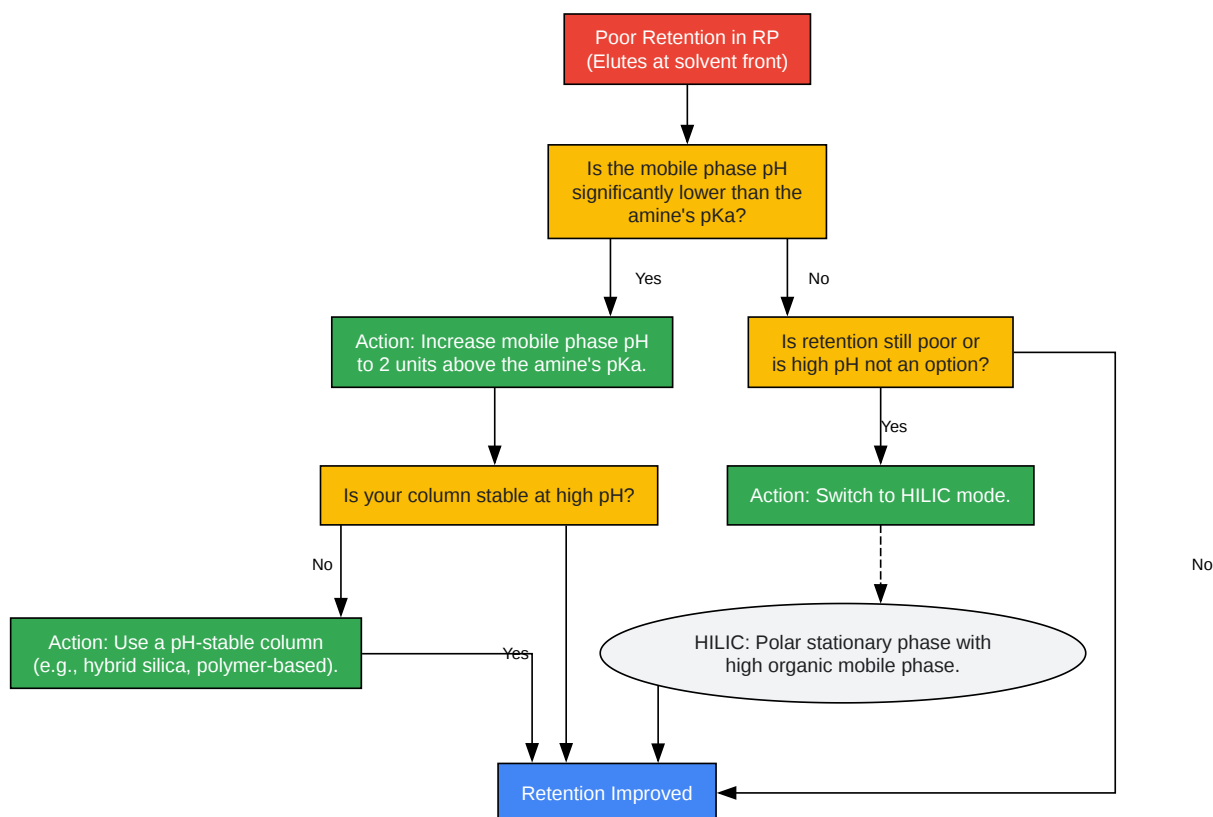 Poor Retention in RP
(Elutes at solvent front)
Is the mobile phase pH
significantly lower than the
amine's pKa?
Yes
No
Action: Increase mobile phase pH
to 2 units above the amine's pKa.
Is retention still poor or
is high pH not an option?
Yes
Is your column stable at high pH?
Action: Switch to HILIC mode.
No
No
Action: Use a pH-stable column
(e.g., hybrid silica, polymer-based).
Yes
HILIC: Polar stationary phase with
high organic mobile phase.
Retention Improved